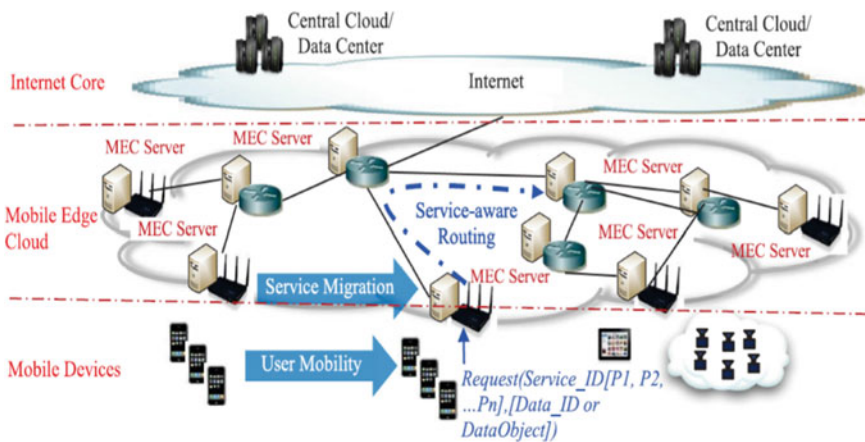 Central Cloud/
Data Center
Central Cloud/
Data Center
Internet Core
Internet
MEC Server
MEC Server
MEC Server
MEC Server
MEC Server
MEC Server
MEC Server
MEC Server
Mobile Edge
Cloud
Service-aware
Routing
Service Migration
Mobile Devices
User Mobility
Request(Service_ID[P1, P2,
...Pn],[Data_ID or
DataObject])